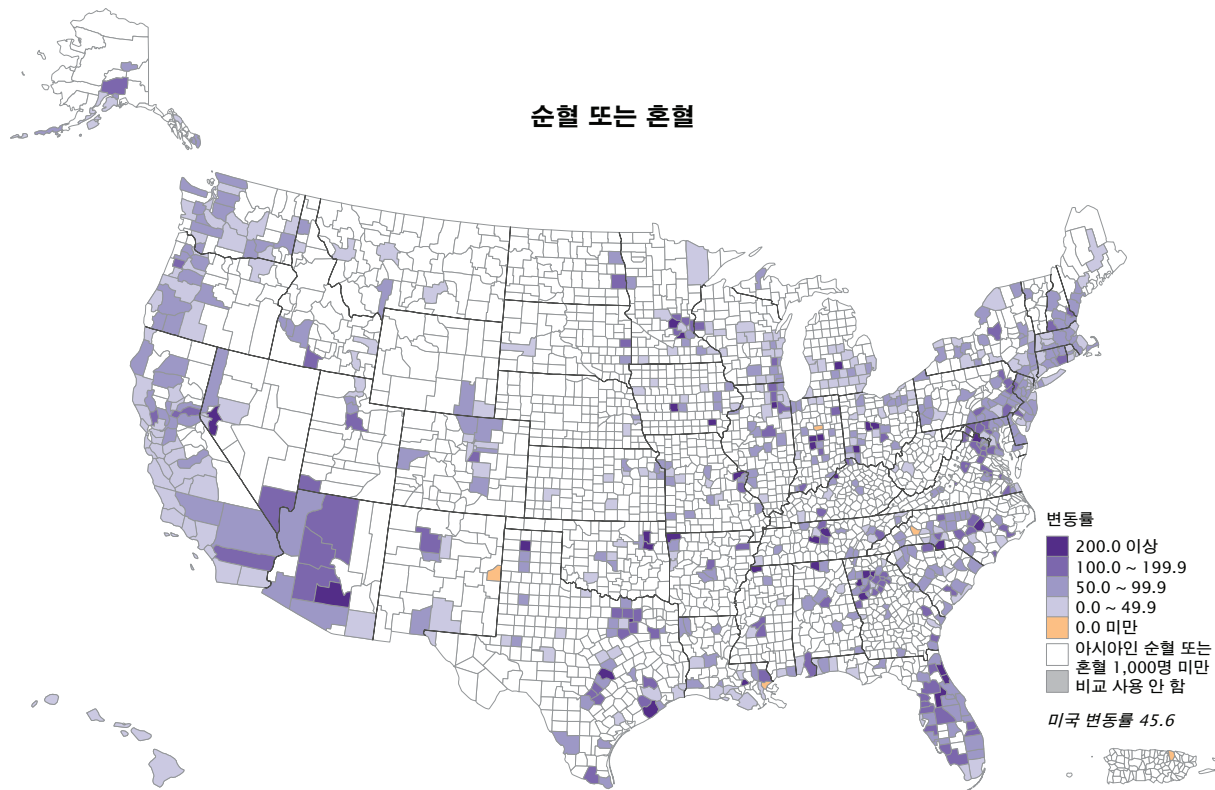 순혈 또는 혼혈
변동률
200.0 이상
100.0 ~ 199.9
50.0 ~ 99.9
0.0 ~ 49.9
0.0 미만
아시아인 순혈 또는
혼혈 1,000명 미만
비교 사용 안 함
미국 변동률 45.6